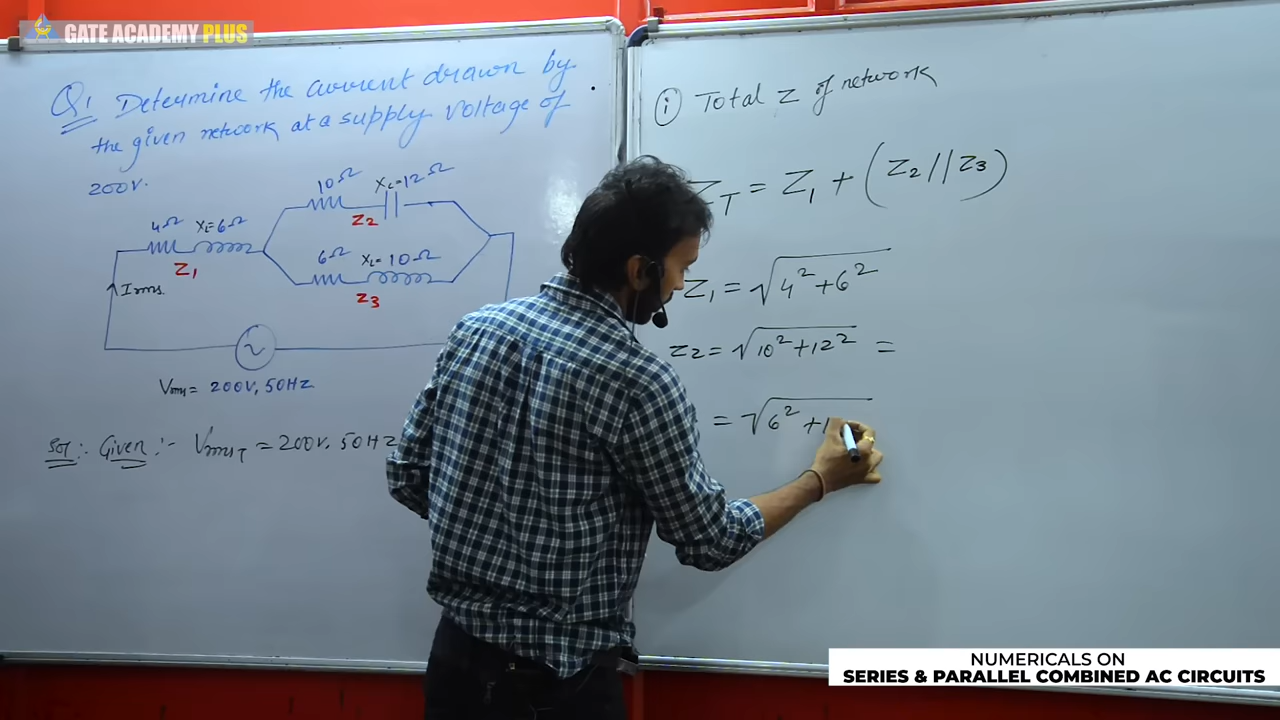 GATE ACADEMY PLUS
Q1 Determine the current drawn by
the given network at a supply voltage of
200V.
10Ω
Xc=12Ω
Z2
4Ω
XL=6Ω
Z1
6Ω
XL=10Ω
Z3
Irms
Vrms = 200V, 50HZ
Sol :- Given :- VrmsT = 200V, 50HZ
i Total Z of network
ZT = Z1 + (Z2 // Z3)
Z1 = √4² + 6²
Z2 = √10² + 12² =
= √6² + 1
NUMERICALS ON
SERIES & PARALLEL COMBINED AC CIRCUITS